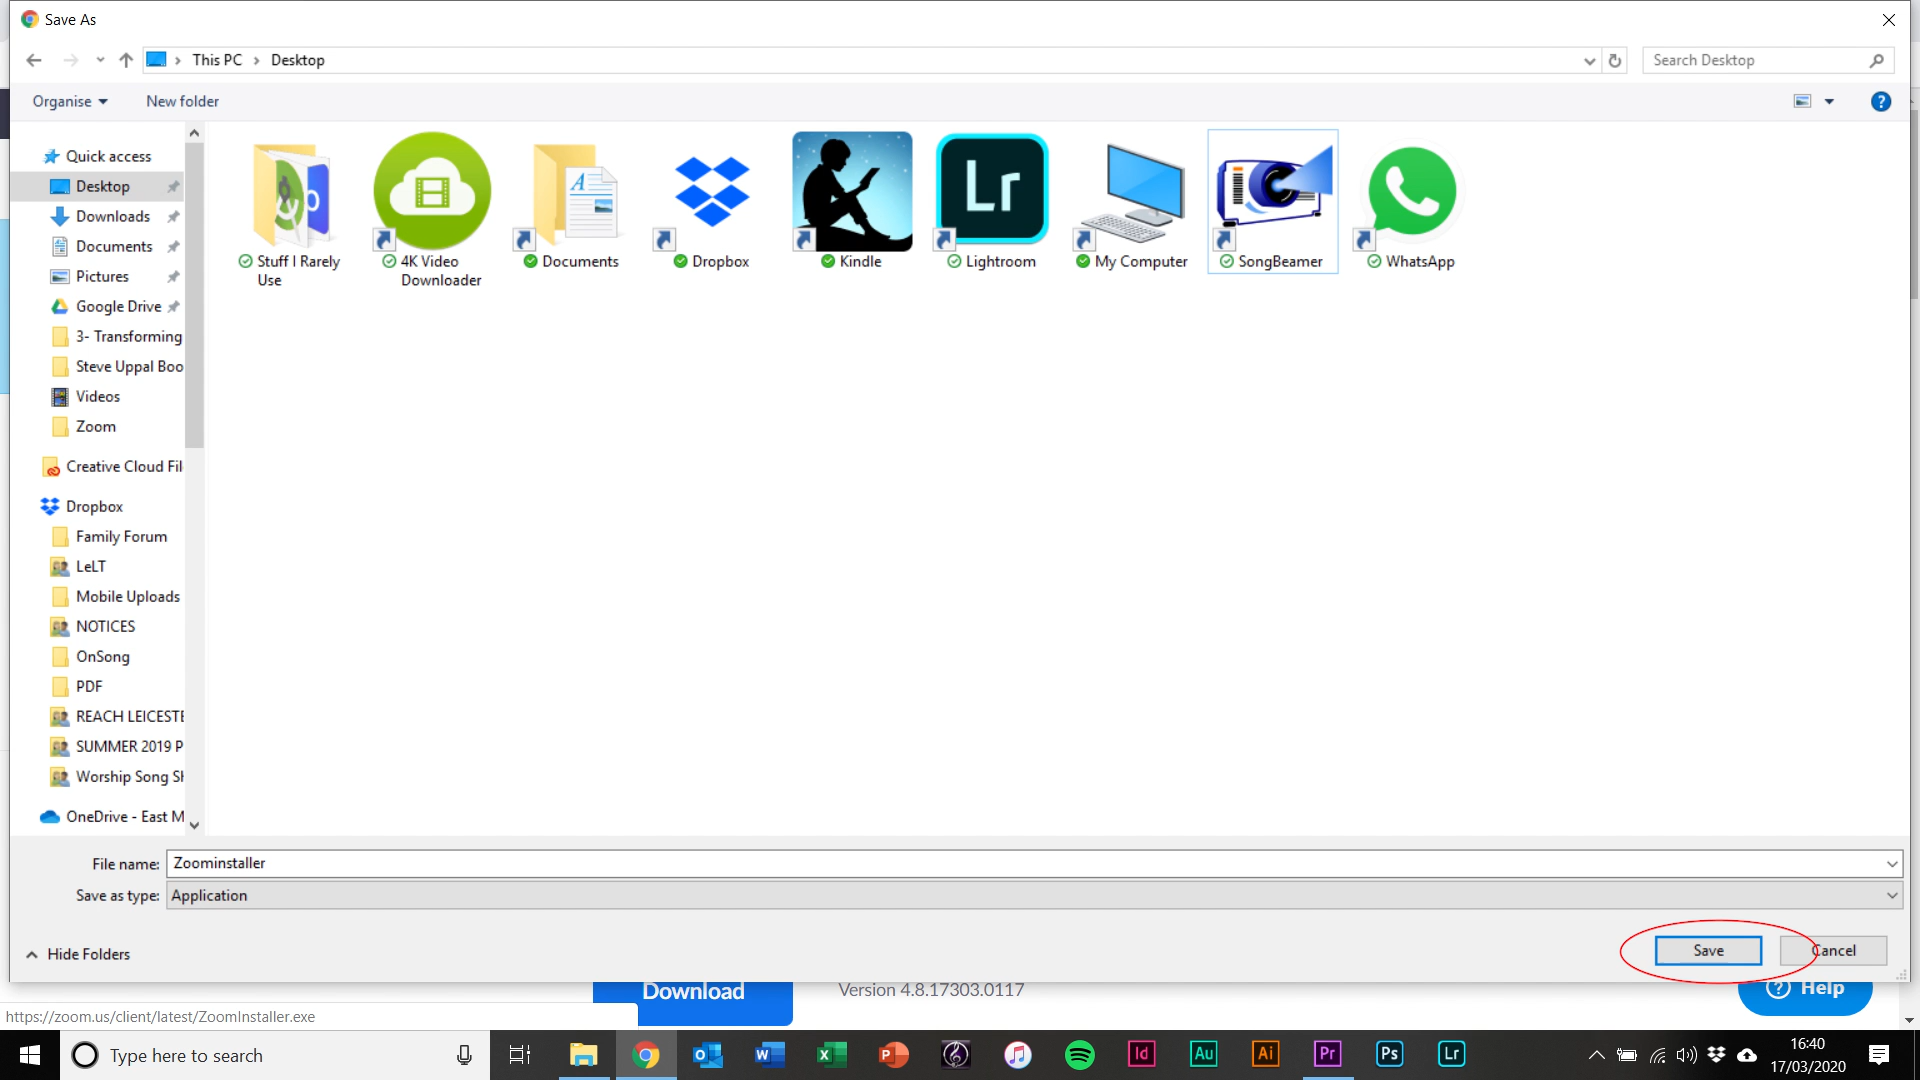 Save As
This PC > Desktop
Search Desktop
Organise
New folder
?
Quick access
Desktop
Downloads
Documents
Pictures
Google Drive
3- Transforming
Steve Uppal Boo
Videos
Zoom
Creative Cloud Fil
Dropbox
Family Forum
LeLT
Mobile Uploads
NOTICES
OnSong
PDF
REACH LEICESTE
SUMMER 2019 P
Worship Song Sh
OneDrive - East M
Stuff I Rarely
Use
4K Video
Downloader
Documents
Dropbox
Kindle
Lr
Lightroom
My Computer
SongBeamer
WhatsApp
File name: Zoominstaller
Save as type: Application
Hide Folders
Save
Cancel
Download
Version 4.8.17303.0117
? Help
https://zoom.us/client/latest/ZoomInstaller.exe
Type here to search
Id
Au
Ai
Pr
Ps
Lr
16:40
17/03/2020